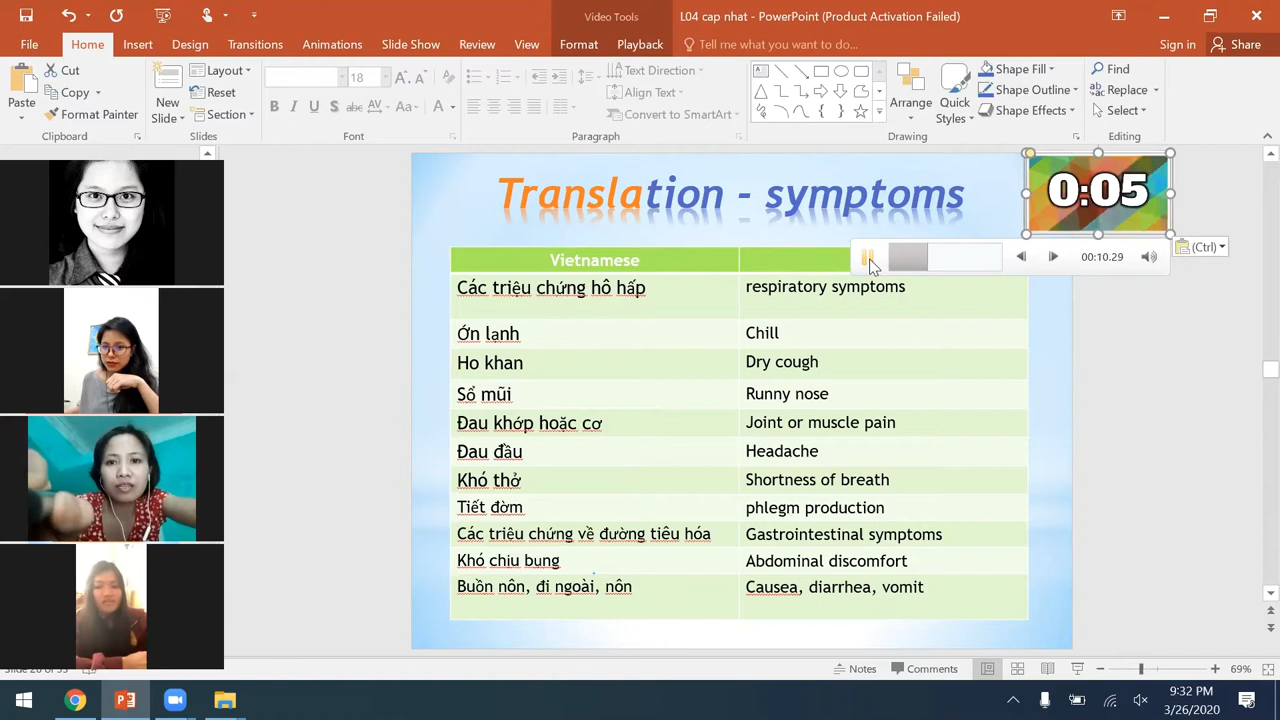 L04 cap nhat - PowerPoint (Product Activation Failed)
Video Tools
File Home Insert Design Transitions Animations Slide Show Review View Format Playback Tell me what you want to do... Sign in Share
Paste Cut Copy Format Painter
Clipboard
New Slide Layout Reset Section
Slides
18
Font
Text Direction
Align Text
Convert to SmartArt
Paragraph
Arrange
Quick Styles
Drawing
Shape Fill
Shape Outline
Shape Effects
Find
Replace
Select
Editing
Translation - symptoms
0:05
(Ctrl)
00:10.29
Vietnamese
Các triệu chứng hô hấp respiratory symptoms
Ớn lạnh Chill
Ho khan Dry cough
Sổ mũi Runny nose
Đau khớp hoặc cơ Joint or muscle pain
Đau đầu Headache
Khó thở Shortness of breath
Tiết đờm phlegm production
Các triệu chứng về đường tiêu hóa Gastrointestinal symptoms
Khó chiu bung Abdominal discomfort
Buồn nôn, đi ngoài, nôn Causea, diarrhea, vomit
Notes Comments 69%
9:32 PM
3/26/2020